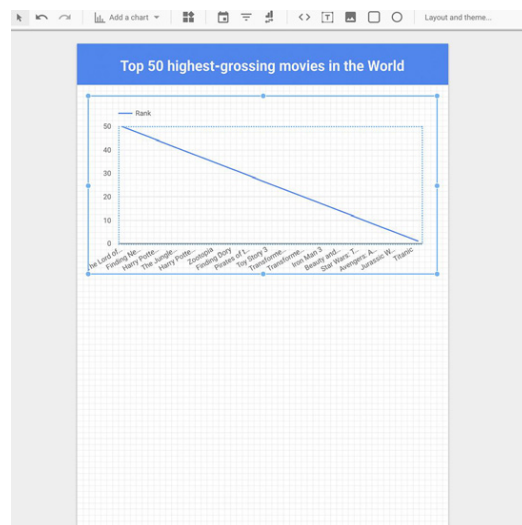 Add a chart
Layout and theme...
Top 50 highest-grossing movies in the World
Rank
50
40
30
20
10
0
The Lord of...
Finding Ne...
Harry Potte...
The Jungle...
Harry Potte...
Zootopia
Finding Dory
Pirates of t...
Toy Story 3
Transforme...
Transforme...
Iron Man 3
Beauty and...
Star Wars: T...
Avengers: A...
Jurassic W...
Titanic